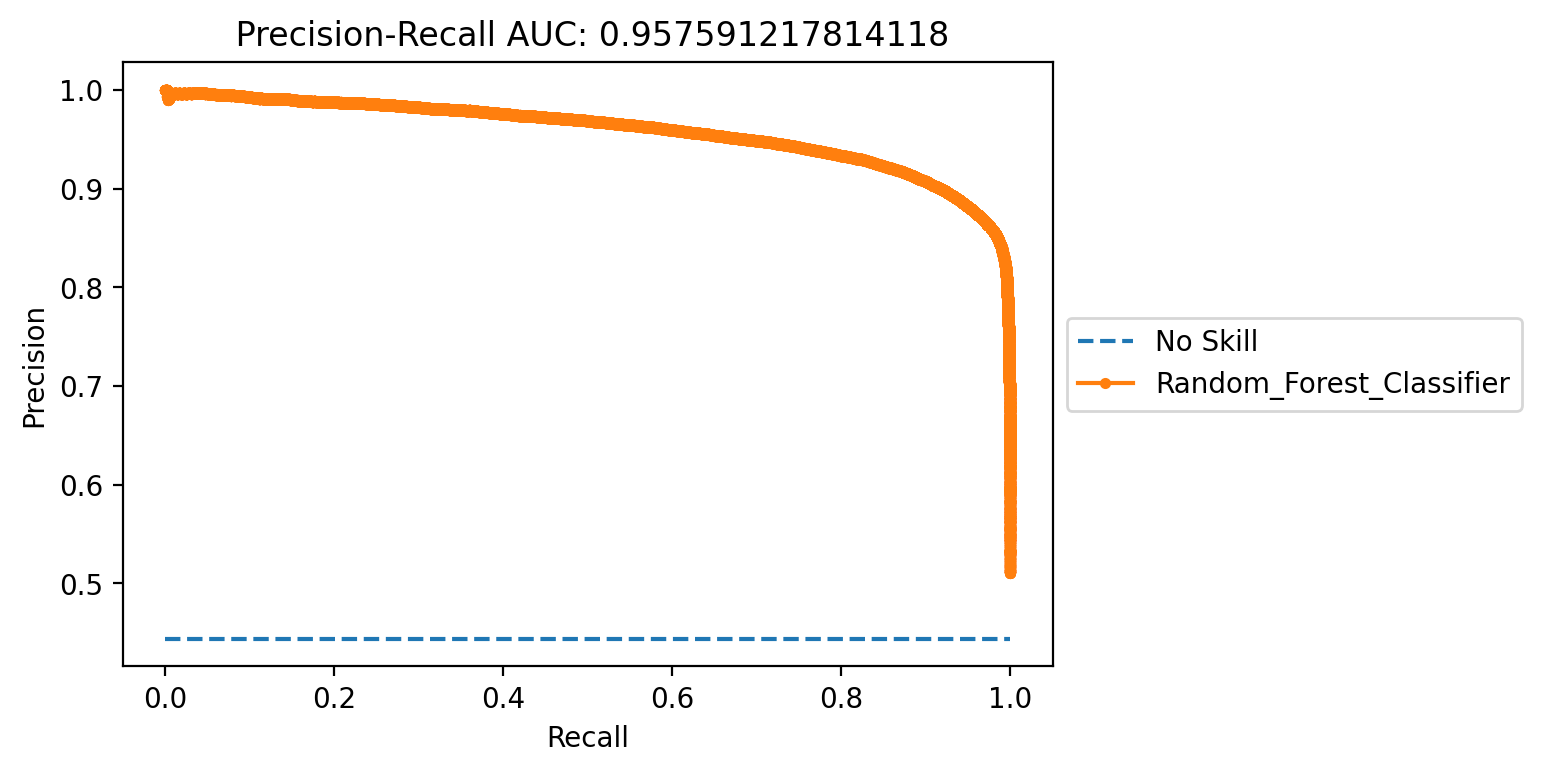 Precision-Recall AUC: 0.957591217814118
1.0
0.9
0.8
0.7
0.6
0.5
Precision
0.0 0.2 0.4 0.6 0.8 1.0
Recall
No Skill
Random_Forest_Classifier